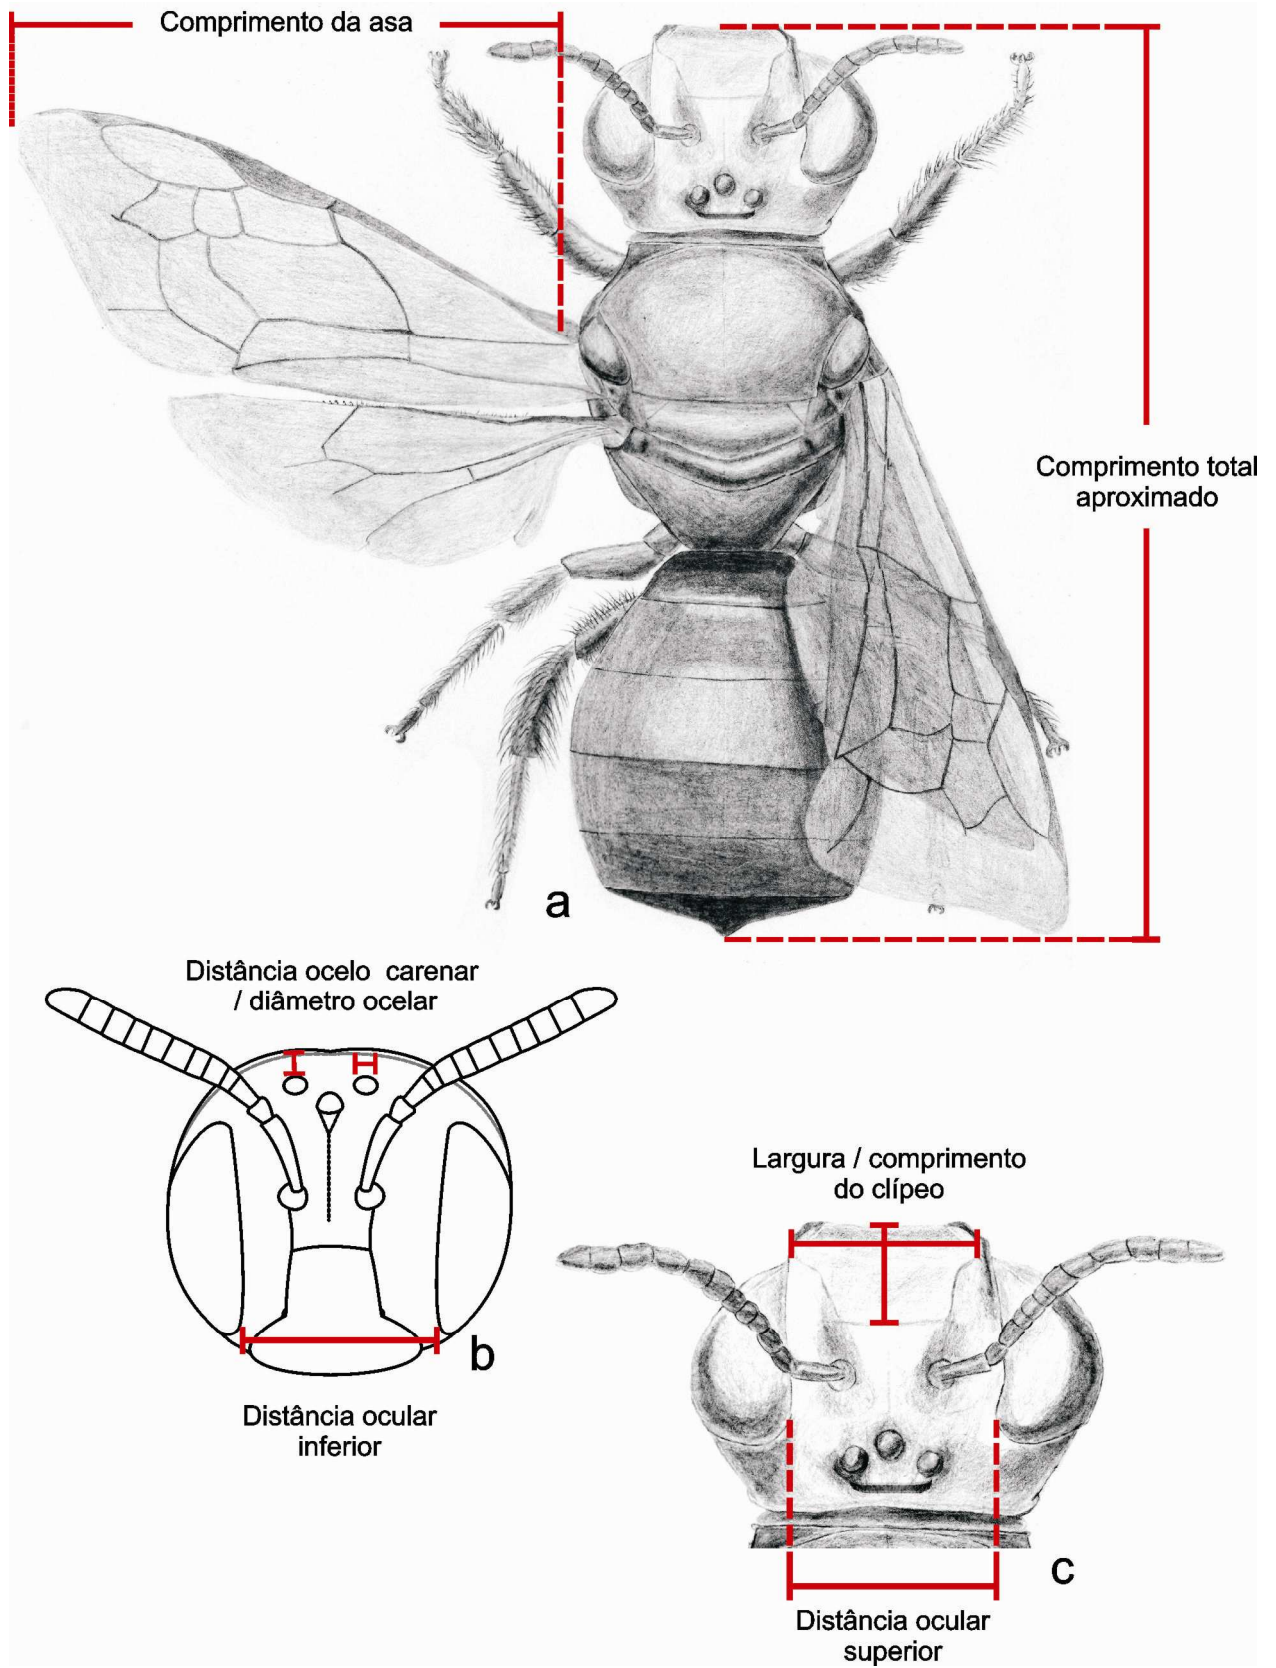 Comprimento da asa
Comprimento total
aproximado
a
Distância ocelo carenar
/ diâmetro ocelar
b
Distância ocular
inferior
Largura / comprimento
do clípeo
c
Distância ocular
superior